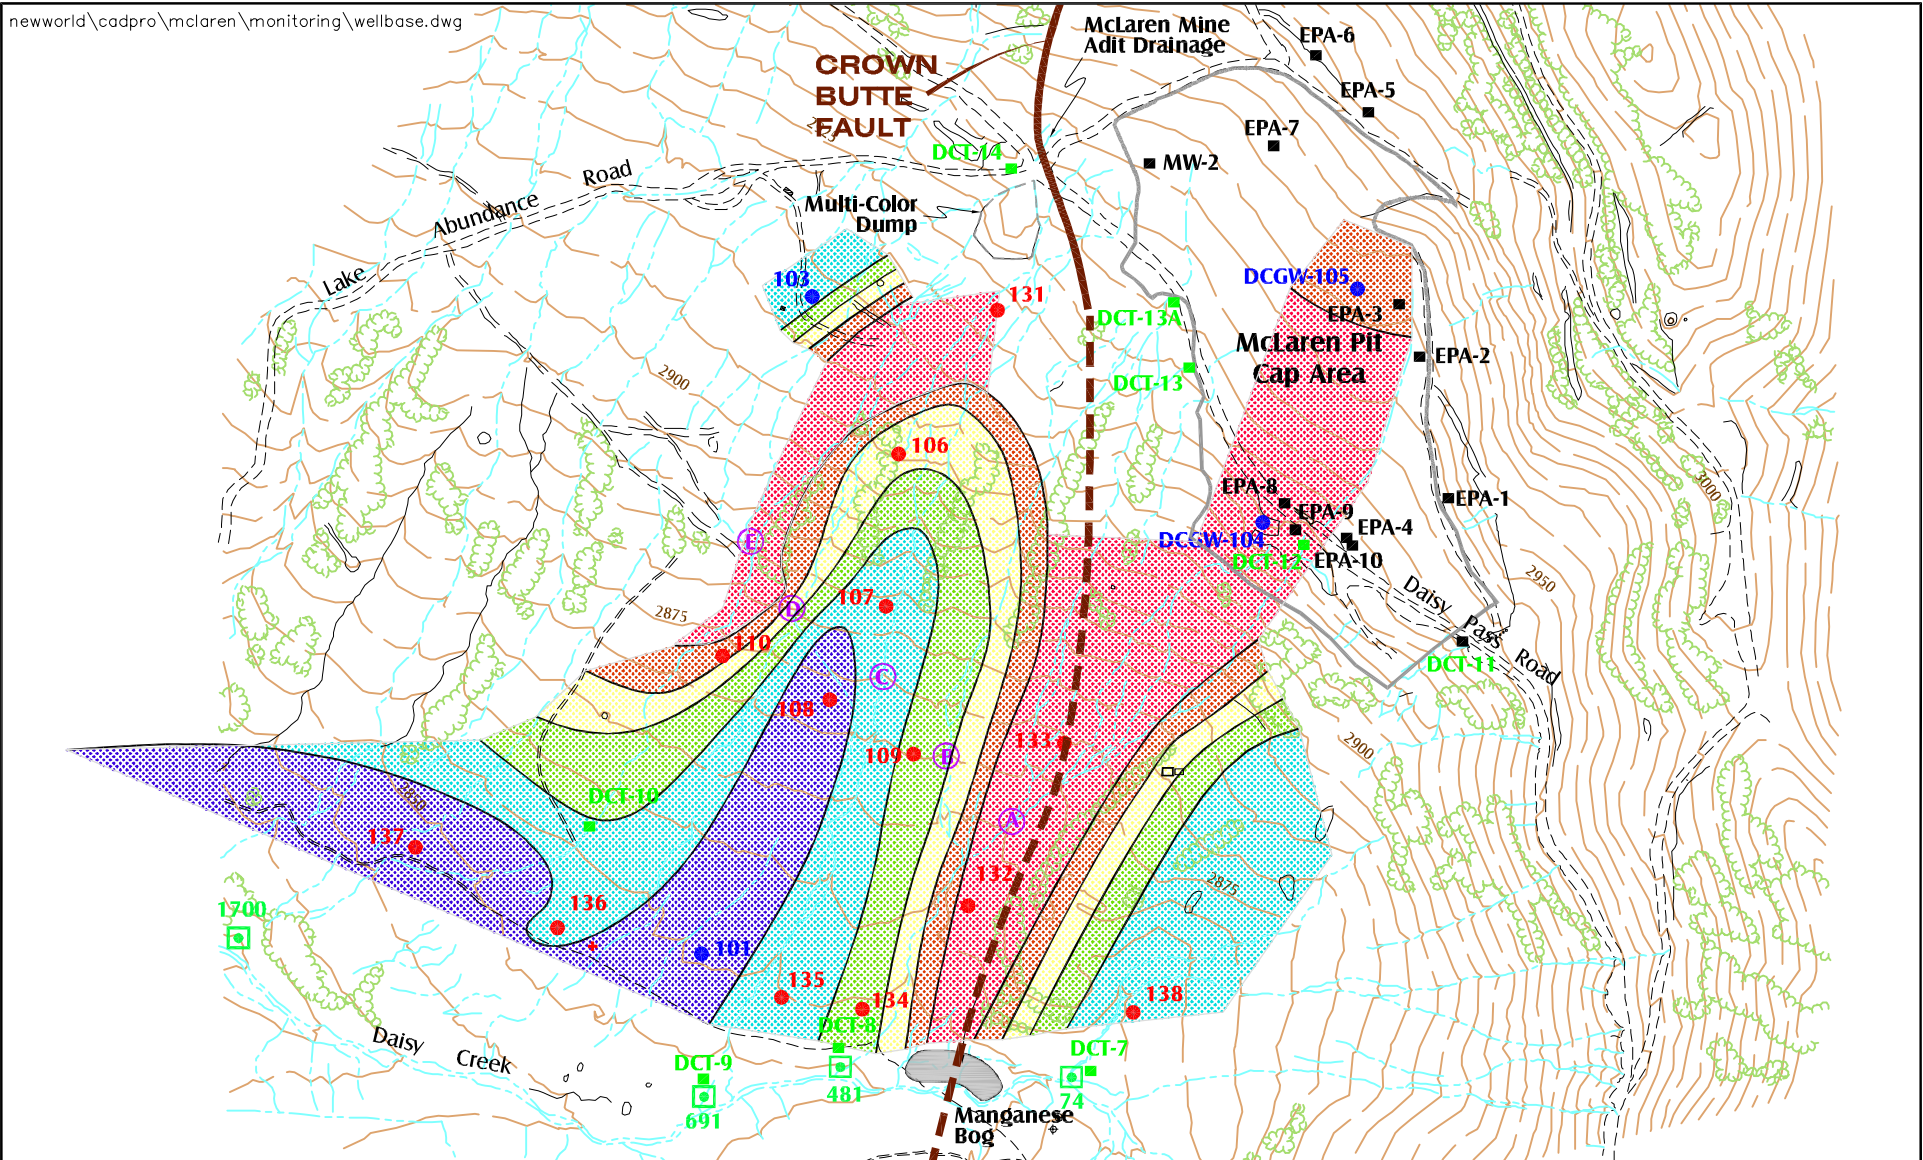 newworld\cadpro\mclaren\monitoring\wellbase.dwg
McLaren Mine
Adit Drainage
EPA-6
CROWN
BUTTE
FAULT
EPA-5
EPA-7
DCT-14
MW-2
Lake Abundance Road
Multi-Color
Dump
103
131
DCGW-105
EPA-3
DCT-13A
McLaren Pit
Cap Area
EPA-2
DCT-13
2900
106
EPA-8
EPA-1
3000
EPA-9
EPA-4
E
DCGW-104
DCT-12
EPA-10
2950
Daisy Pass Road
107
D
2875
110
DCT-11
C
108
133
109
B
2900
DCT-10
2850
A
137
132
2875
136
1700
101
135
134
138
DCT-8
Daisy Creek
DCT-9
DCT-7
481
74
691
Manganese
Bog